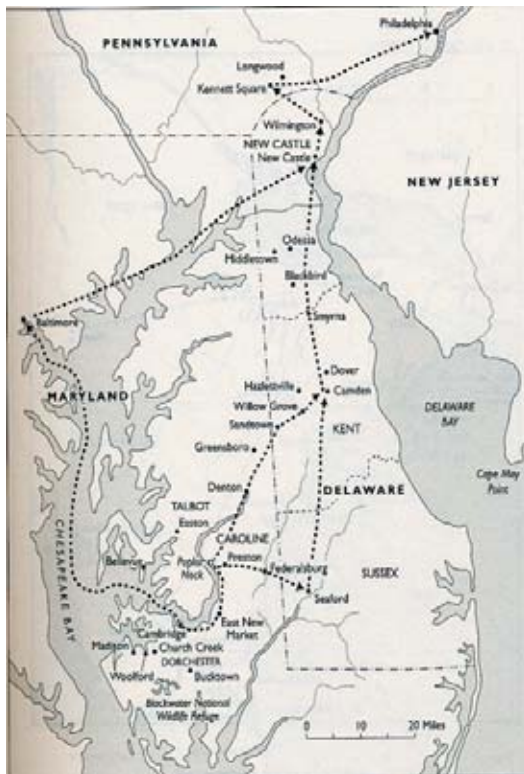 Philadelphia
PENNSYLVANIA
Longwood
Kennett Square
Wilmington
NEW CASTLE
New Castle
NEW JERSEY
Odessa
Middletown
Blackbird
Smyrna
Baltimore
Dover
Hazlettville
Camden
MARYLAND
Willow Grove
DELAWARE
BAY
Sandtown
KENT
Greensboro
Cape May
Point
Denton
DELAWARE
TALBOT
Easton
CAROLINE
CHESAPEAKE BAY
Bellevue
Poplar
Neck
Preston
Federalsburg
SUSSEX
Seaford
Cambridge
East New
Market
Madison
Church Creek
DORCHESTER
Woolford
Bucktown
Blackwater National
Wildlife Refuge
0 10 20 Miles